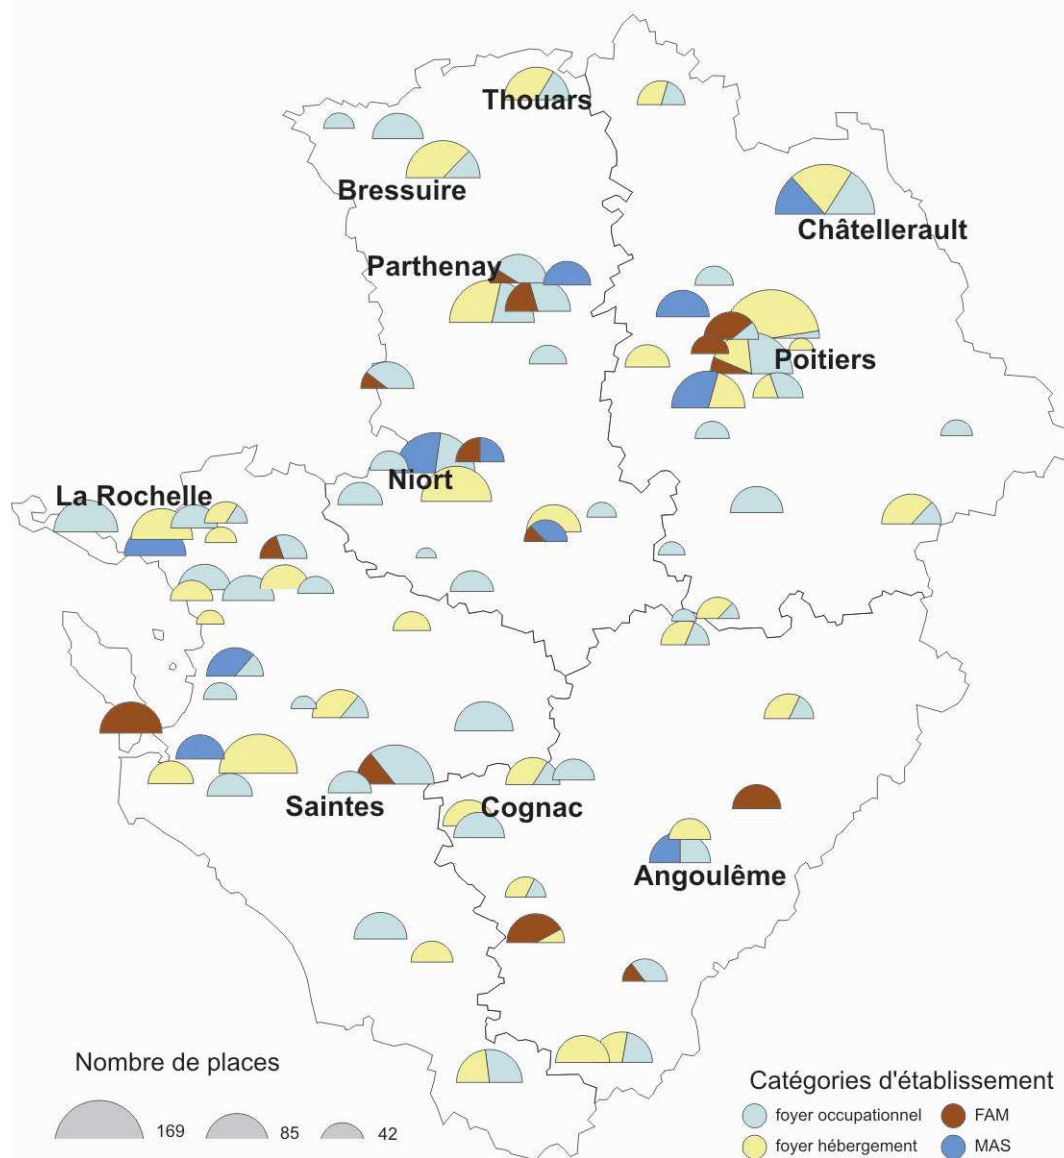 Thouars
Bressuire
Châtellerault
Parthenay
Poitiers
Niort
La Rochelle
Saintes
Cognac
Angoulême
Nombre de places
169
85
42
Catégories d'établissement
foyer occupationnel
FAM
foyer hébergement
MAS